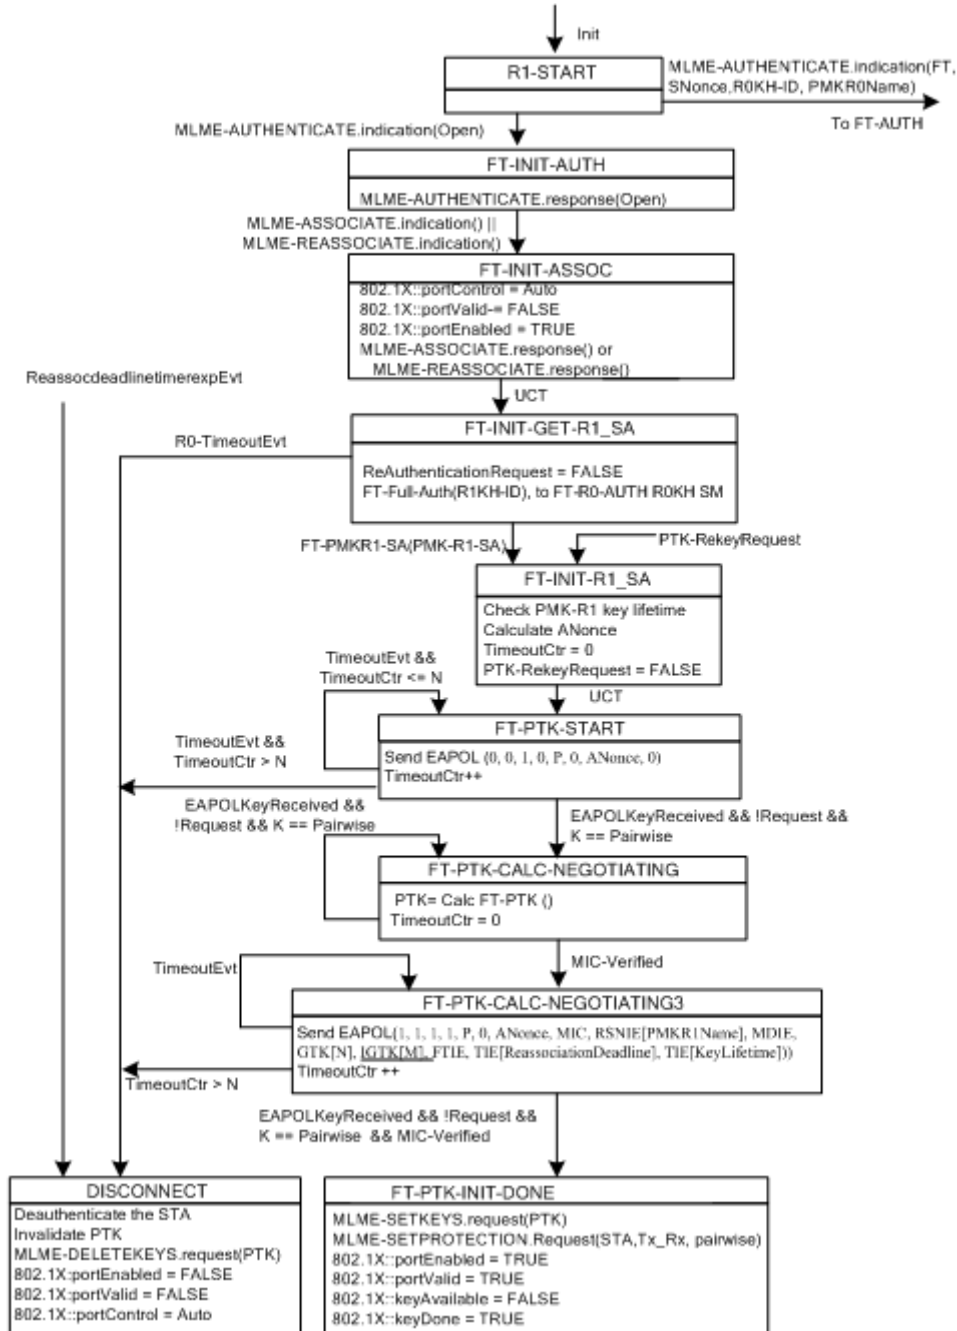 Init
R1-START
MLME-AUTHENTICATE.indication(FT,
SNonce,R0KH-ID, PMKR0Name)
To FT-AUTH
MLME-AUTHENTICATE.indication(Open)
FT-INIT-AUTH
MLME-AUTHENTICATE.response(Open)
MLME-ASSOCIATE.indication() ||
MLME-REASSOCIATE.indication()
FT-INIT-ASSOC
802.1X::portControl = Auto
802.1X::portValid-= FALSE
802.1X::portEnabled = TRUE
MLME-ASSOCIATE.response() or
MLME-REASSOCIATE.response()
ReassocdeadlinetimerexpEvt
UCT
FT-INIT-GET-R1_SA
R0-TimeoutEvt
ReAuthenticationRequest = FALSE
FT-Full-Auth(R1KH-ID), to FT-R0-AUTH R0KH SM
FT-PMKR1-SA(PMK-R1-SA)
PTK-RekeyRequest
FT-INIT-R1_SA
Check PMK-R1 key lifetime
Calculate ANonce
TimeoutCtr = 0
PTK-RekeyRequest = FALSE
TimeoutEvt &&
TimeoutCtr <= N
UCT
FT-PTK-START
Send EAPOL (0, 0, 1, 0, P, 0, ANonce, 0)
TimeoutCtr++
TimeoutEvt &&
TimeoutCtr > N
EAPOLKeyReceived &&
!Request && K == Pairwise
EAPOLKeyReceived && !Request &&
K == Pairwise
FT-PTK-CALC-NEGOTIATING
PTK= Calc FT-PTK ()
TimeoutCtr = 0
MIC-Verified
TimeoutEvt
FT-PTK-CALC-NEGOTIATING3
Send EAPOL(1, 1, 1, 1, P, 0, ANonce, MIC, RSNIE[PMKR1Name], MDIE,
GTK[N], IGTK[M], FTIE, TIE[ReassociationDeadline], TIE[KeyLifetime]))
TimeoutCtr ++
TimeoutCtr > N
EAPOLKeyReceived && !Request &&
K == Pairwise && MIC-Verified
DISCONNECT
Deauthenticate the STA
Invalidate PTK
MLME-DELETEKEYS.request(PTK)
802.1X:portEnabled = FALSE
802.1X:portValid = FALSE
802.1X::portControl = Auto
FT-PTK-INIT-DONE
MLME-SETKEYS.request(PTK)
MLME-SETPROTECTION.Request(STA,Tx_Rx, pairwise)
802.1X::portEnabled = TRUE
802.1X::portValid = TRUE
802.1X::keyAvailable = FALSE
802.1X::keyDone = TRUE